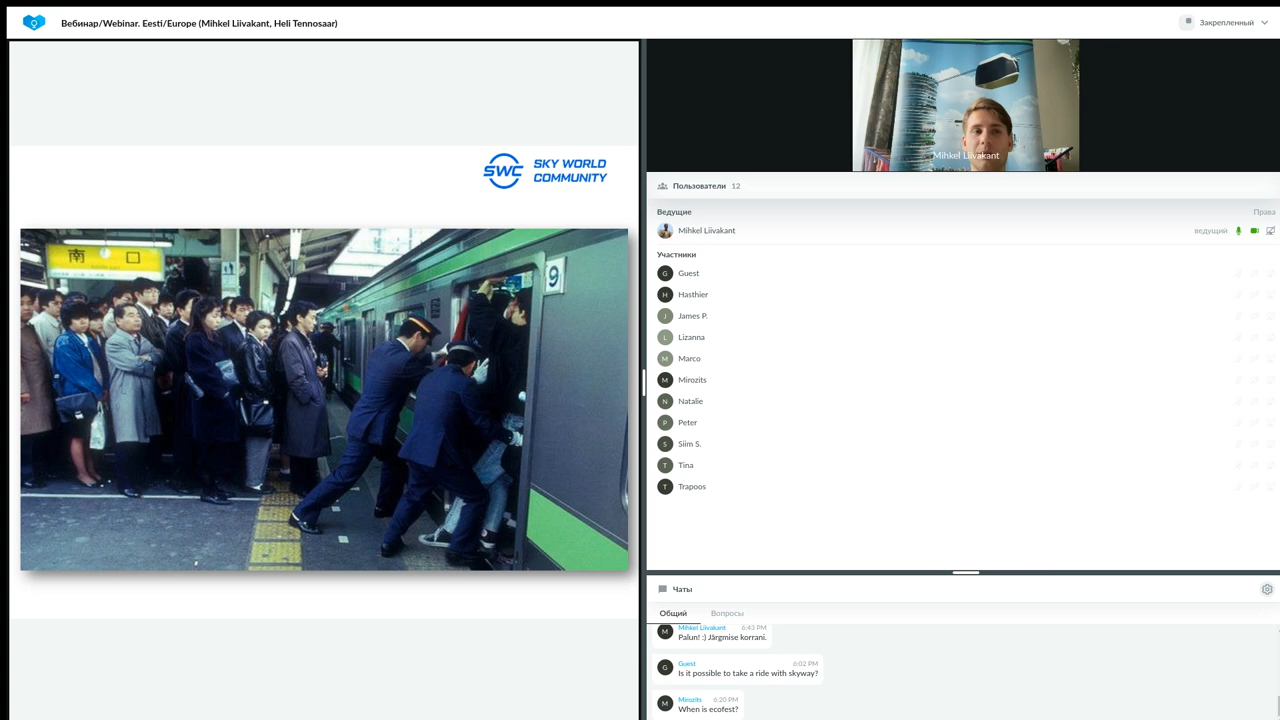 Вебинар/Webinar. Eesti/Europe (Mihkel Liivakant, Heli Tennosaar)
Закрепленный
SWC SKY WORLD
COMMUNITY
南 口
9
Mihkel Liivakant
Пользователи 12
Ведущие Права
Mihkel Liivakant ведущий
Участники
G Guest
H Hasthier
J James P.
L Lizanna
M Marco
M Mirozits
N Natalie
P Peter
S Siim S.
T Tina
T Trapoos
Чаты
Общий Вопросы
M Mihkel Liivakant 6:43 PM
Palun! :) Järgmise korrani.
G Guest 6:02 PM
Is it possible to take a ride with skyway?
M Mirozits 6:20 PM
When is ecofest?